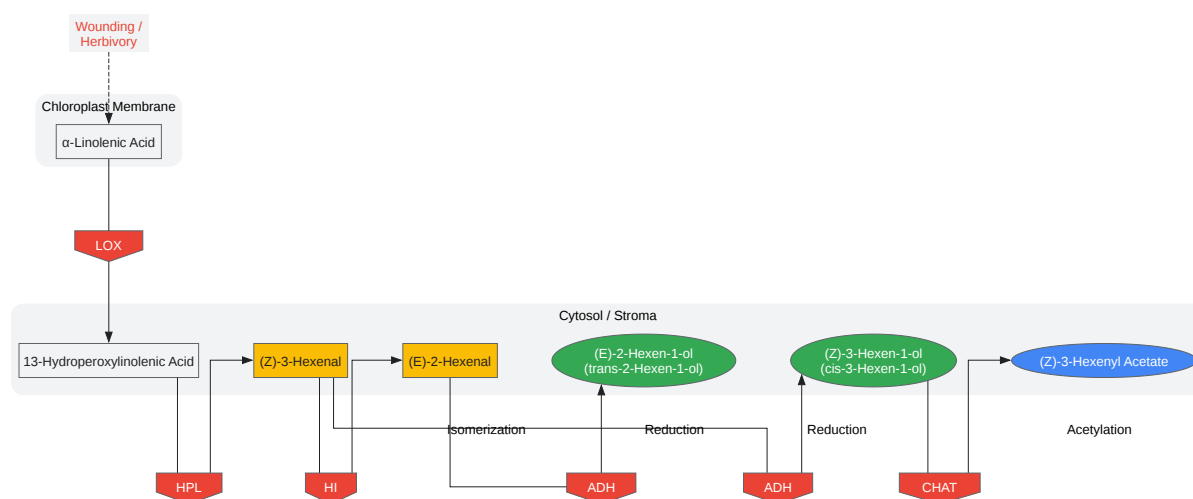 Wounding /
Herbivory
Chloroplast Membrane
α-Linolenic Acid
LOX
Cytosol / Stroma
13-Hydroperoxylinolenic Acid
(Z)-3-Hexenal
(E)-2-Hexenal
(E)-2-Hexen-1-ol
(trans-2-Hexen-1-ol)
(Z)-3-Hexen-1-ol
(cis-3-Hexen-1-ol)
(Z)-3-Hexenyl Acetate
Isomerization
Reduction
Reduction
Acetylation
HPL
HI
ADH
ADH
CHAT